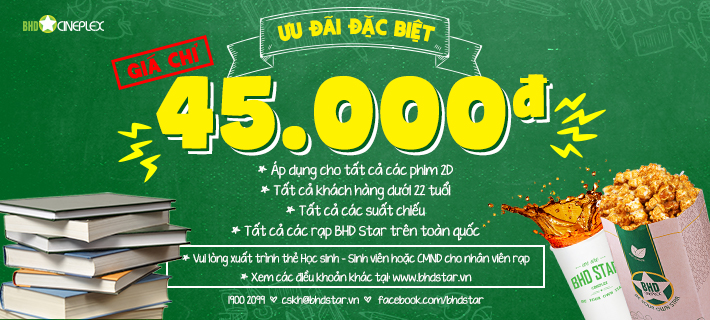 BHD CINEPLEX
ƯU ĐÃI ĐẶC BIỆT
GIÁ CHỈ
45.000đ
* Áp dụng cho tất cả các phim 2D
* Tất cả khách hàng dưới 22 tuổi
* Tất cả các suất chiếu
* Tất cả các rạp BHD Star trên toàn quốc
* Vui lòng xuất trình thẻ Học sinh - Sinh viên hoặc CMND cho nhân viên rạp
* Xem các điều khoản khác tại: www.bhdstar.vn
1900 2099 ♥ cskh@bhdstar.vn ♥ facebook.com/bhdstar
BHD STAR
BHD
CINEPLEX